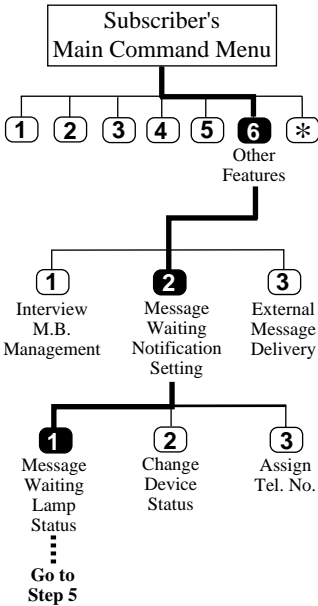 Subscriber's
Main Command Menu
1 2 3 4 5 6 *
Other
Features
1
Interview
M.B.
Management
2
Message
Waiting
Notification
Setting
3
External
Message
Delivery
1
Message
Waiting
Lamp
Status
2
Change
Device
Status
3
Assign
Tel. No.
Go to
Step 5